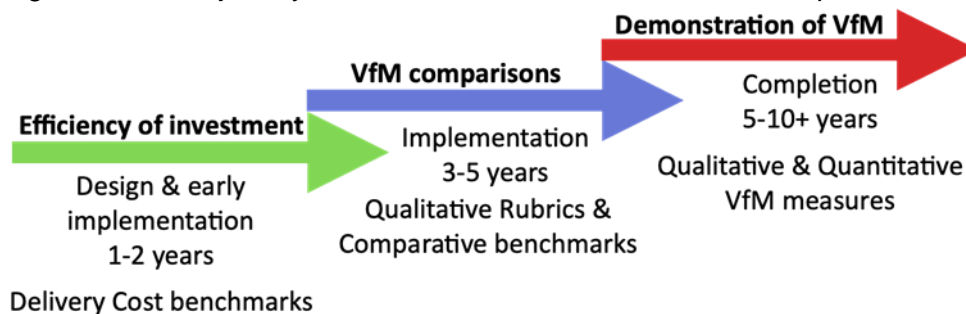 Efficiency of investment
Design & early
implementation
1-2 years
Delivery Cost benchmarks
VfM comparisons
Implementation
3-5 years
Qualitative Rubrics &
Comparative benchmarks
Demonstration of VfM
Completion
5-10+ years
Qualitative & Quantitative
VfM measures